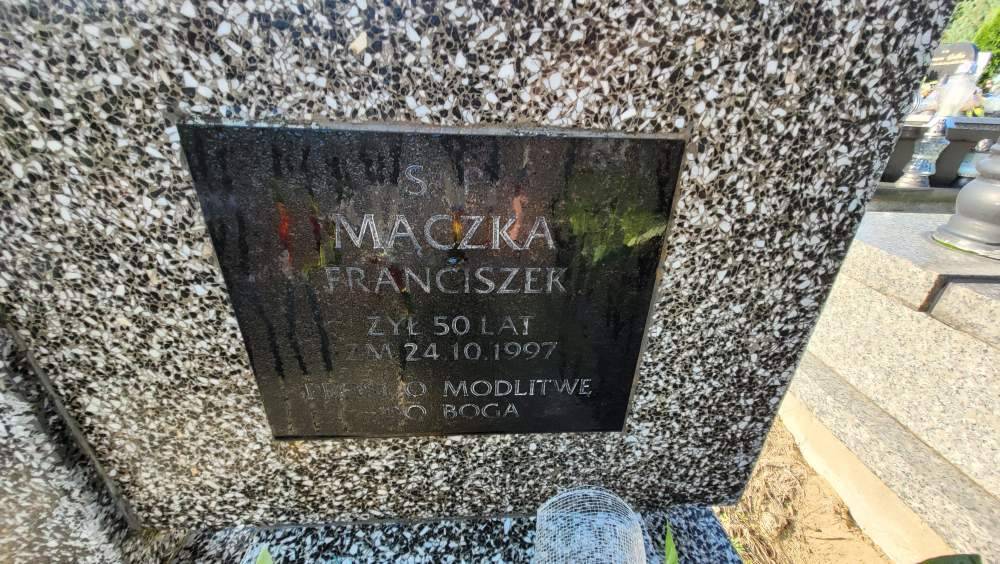 MĄCZKA
FRANCISZEK
ŻYŁ 50 LAT
ZM 24.10.1997
MODLITWĘ
BOGA